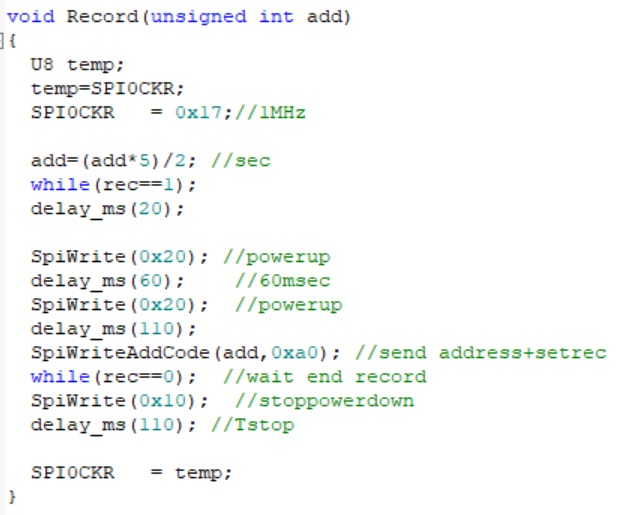 void Record(unsigned int add)
{
U8 temp;
temp=SPI0CKR;
SPI0CKR   = 0x17;//1MHz
add=(add*5)/2; //sec
while(rec==1);
delay_ms(20);
SpiWrite(0x20); //powerup
delay_ms(60);    //60msec
SpiWrite(0x20);  //powerup
delay_ms(110);
SpiWriteAddCode(add,0xa0); //send address+setrec
while(rec==0);  //wait end record
SpiWrite(0x10);  //stoppowerdown
delay_ms(110); //Tstop
SPI0CKR   = temp;
}